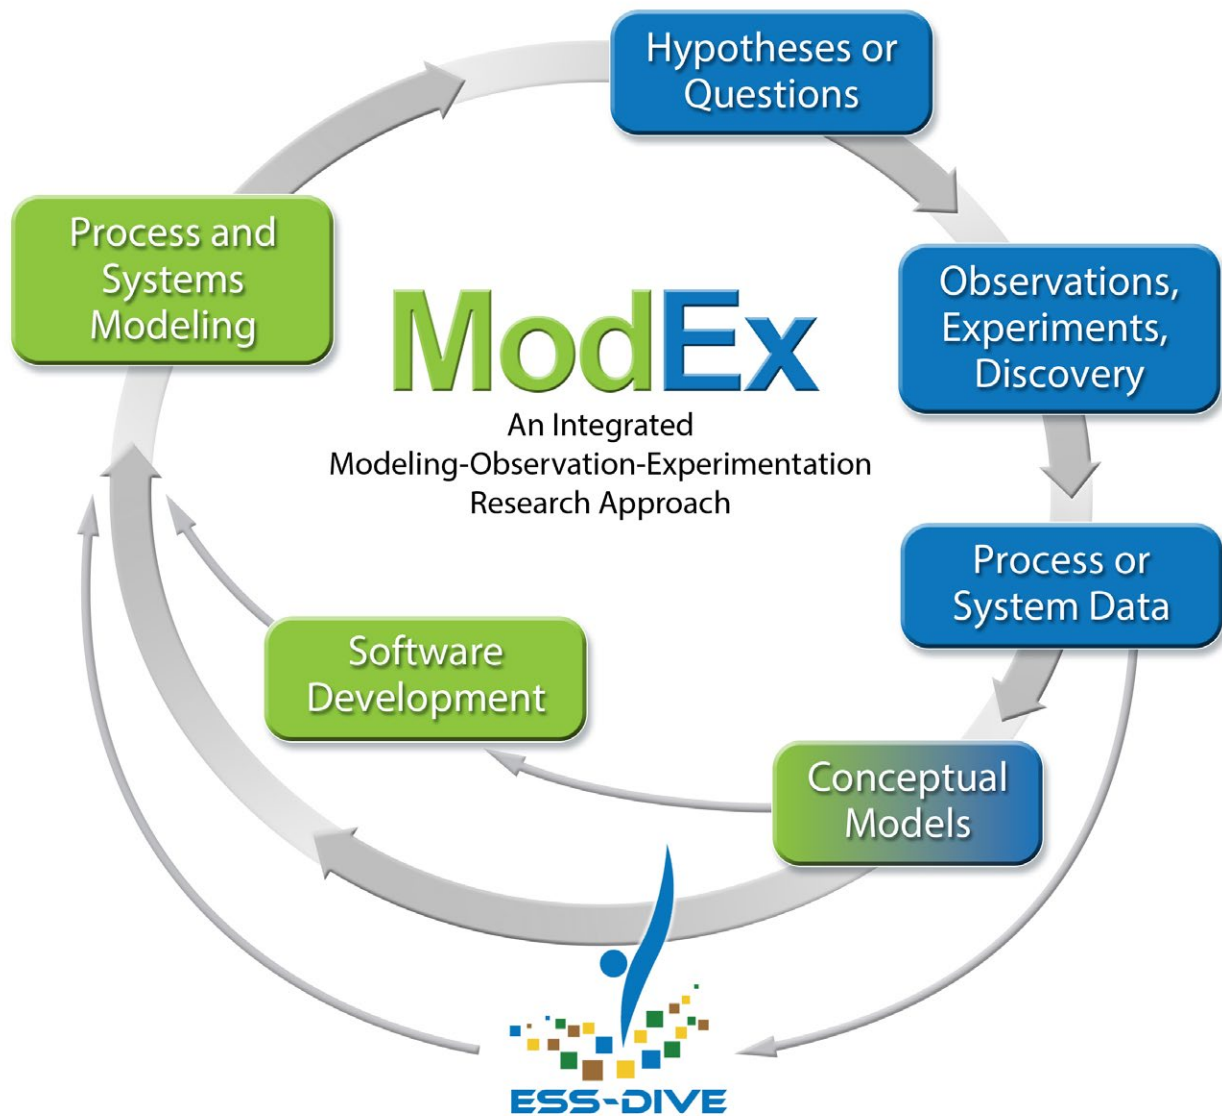 Hypotheses or
Questions
Process and
Systems
Modeling
Observations,
Experiments,
Discovery
ModEx
An Integrated
Modeling-Observation-Experimentation
Research Approach
Process or
System Data
Software
Development
Conceptual
Models
ESS-DIVE